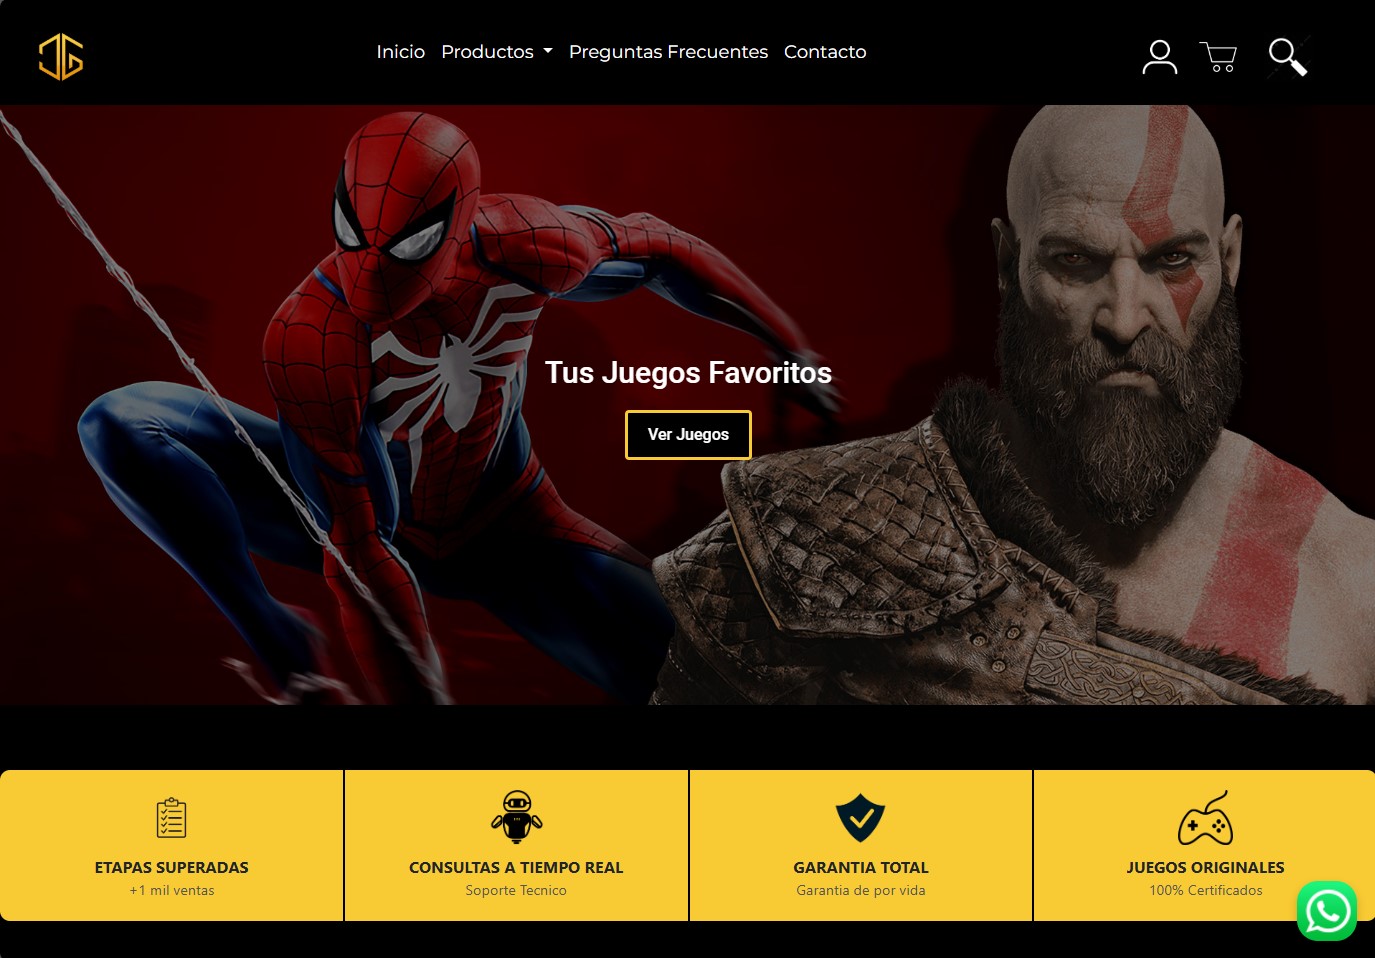 JG
Inicio Productos Preguntas Frecuentes Contacto
Tus Juegos Favoritos
Ver Juegos
ETAPAS SUPERADAS
+1 mil ventas
CONSULTAS A TIEMPO REAL
Soporte Tecnico
GARANTIA TOTAL
Garantia de por vida
JUEGOS ORIGINALES
100% Certificados